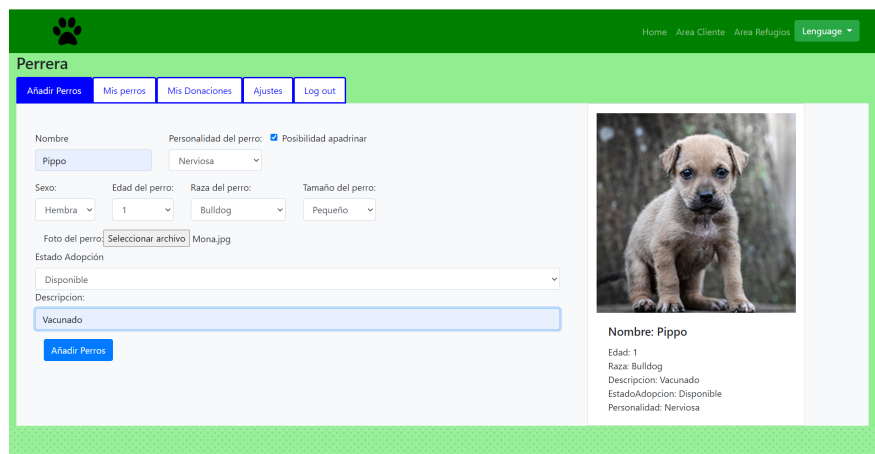 Home Area Cliente Area Refugios Lenguage
Perrera
Añadir Perros Mis perros Mis Donaciones Ajustes Log out
Nombre Personalidad del perro: Posibilidad apadrinar
Pippo Nerviosa
Sexo: Edad del perro: Raza del perro: Tamaño del perro:
Hembra 1 Bulldog Pequeño
Foto del perro: Seleccionar archivo Mona.jpg
Estado Adopción
Disponible
Descripcion:
Vacunado
Añadir Perros
Nombre: Pippo
Edad: 1
Raza: Bulldog
Descripcion: Vacunado
EstadoAdopcion: Disponible
Personalidad: Nerviosa